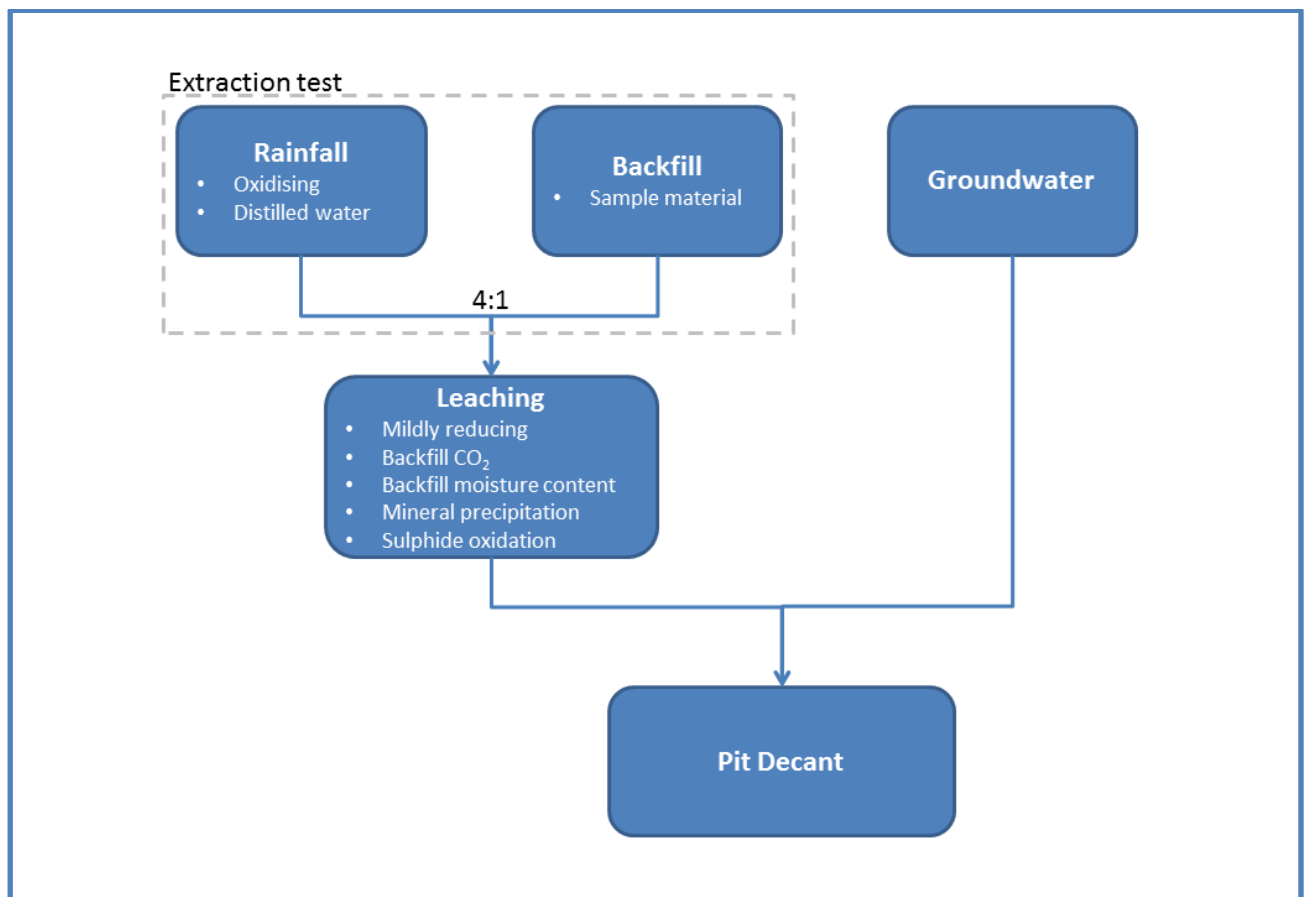 Extraction test
Rainfall
• Oxidising
• Distilled water
Backfill
• Sample material
Groundwater
4:1
Leaching
• Mildly reducing
• Backfill CO₂
• Backfill moisture content
• Mineral precipitation
• Sulphide oxidation
Pit Decant